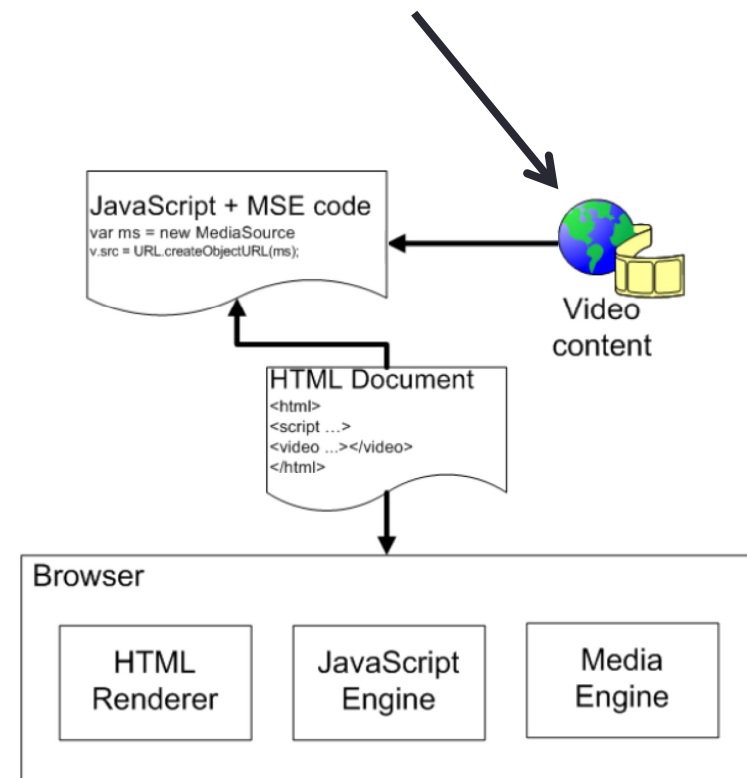 JavaScript + MSE code
var ms = new MediaSource
v.src = URL.createObjectURL(ms);
Video
content
HTML Document
<html>
<script ...>
<video ...></video>
</html>
Browser
HTML
Renderer
JavaScript
Engine
Media
Engine